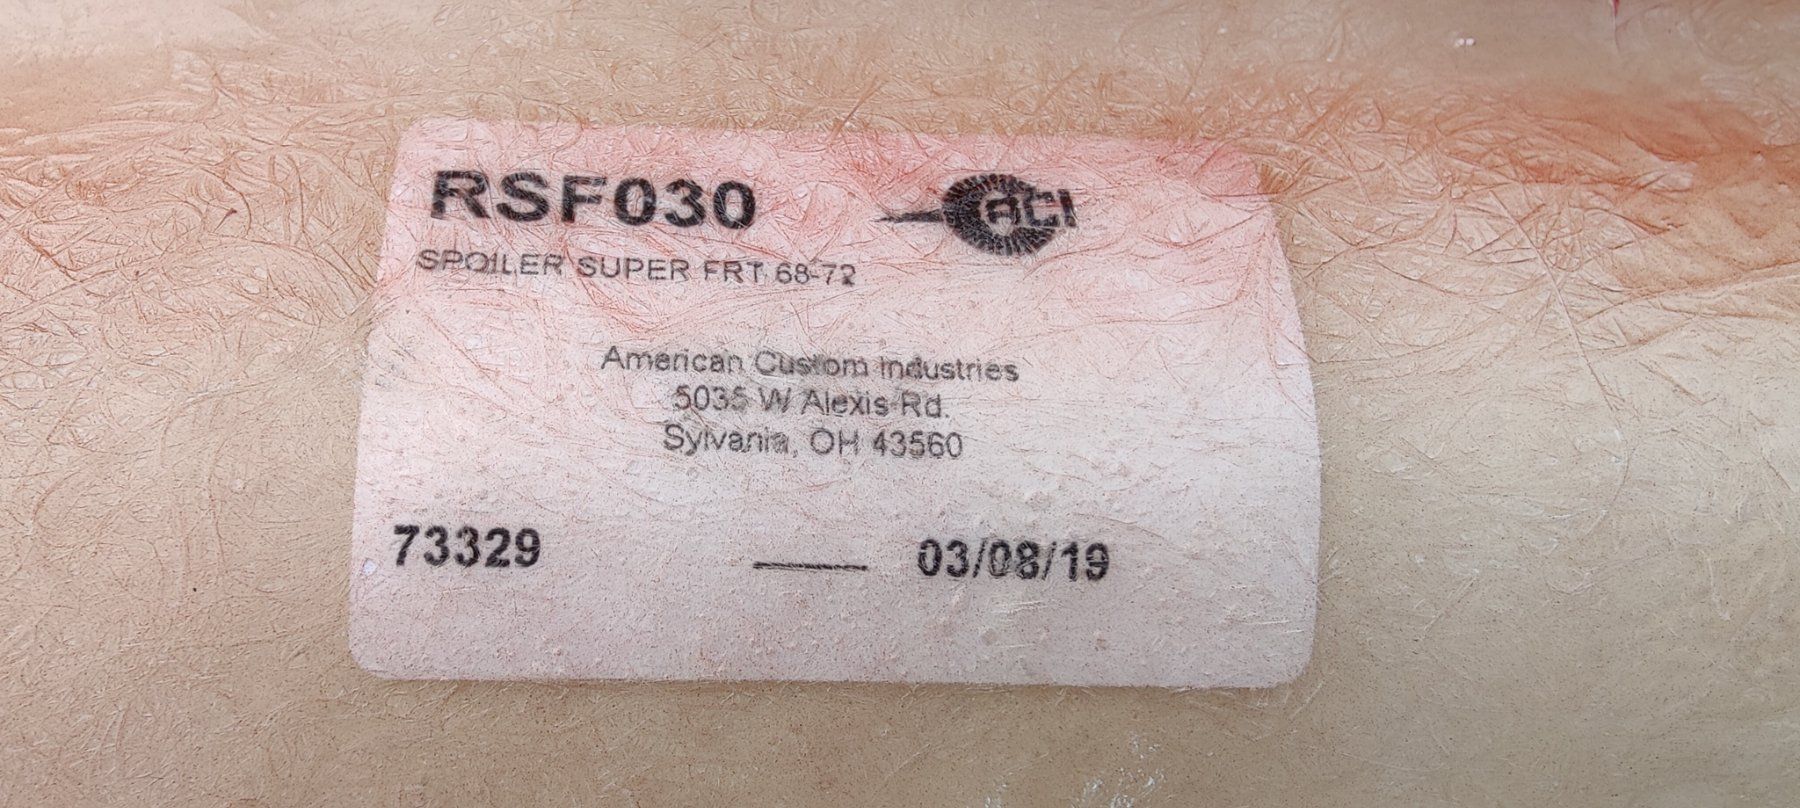 RSF030
ACI
SPOILER SUPER FRT 68-72
American Custom Industries
5035 W Alexis Rd.
Sylvania, OH 43560
73329 ____ 03/08/19